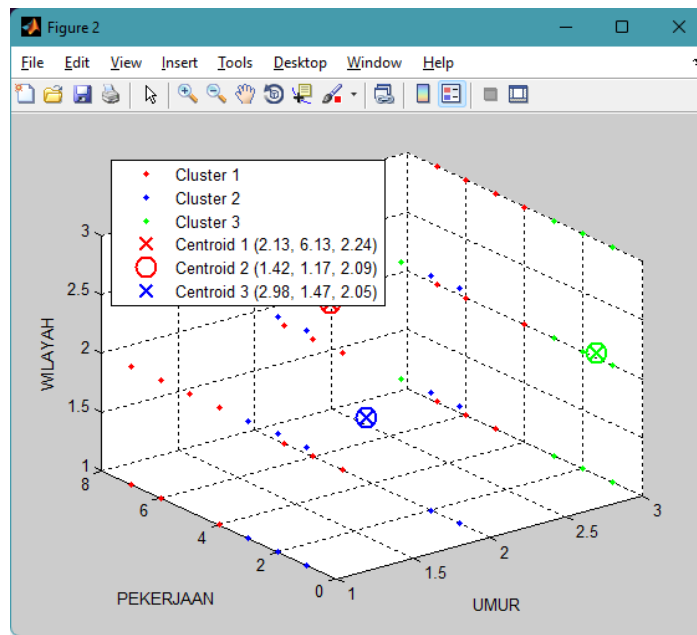 Figure 2
File Edit View Insert Tools Desktop Window Help
Cluster 1
Cluster 2
Cluster 3
Centroid 1 (2.13, 6.13, 2.24)
Centroid 2 (1.42, 1.17, 2.09)
Centroid 3 (2.98, 1.47, 2.05)
3
2.5
2
1.5
1
WILAYAH
8
6
4
2
0
PEKERJAAN
1
1.5
2
2.5
3
UMUR